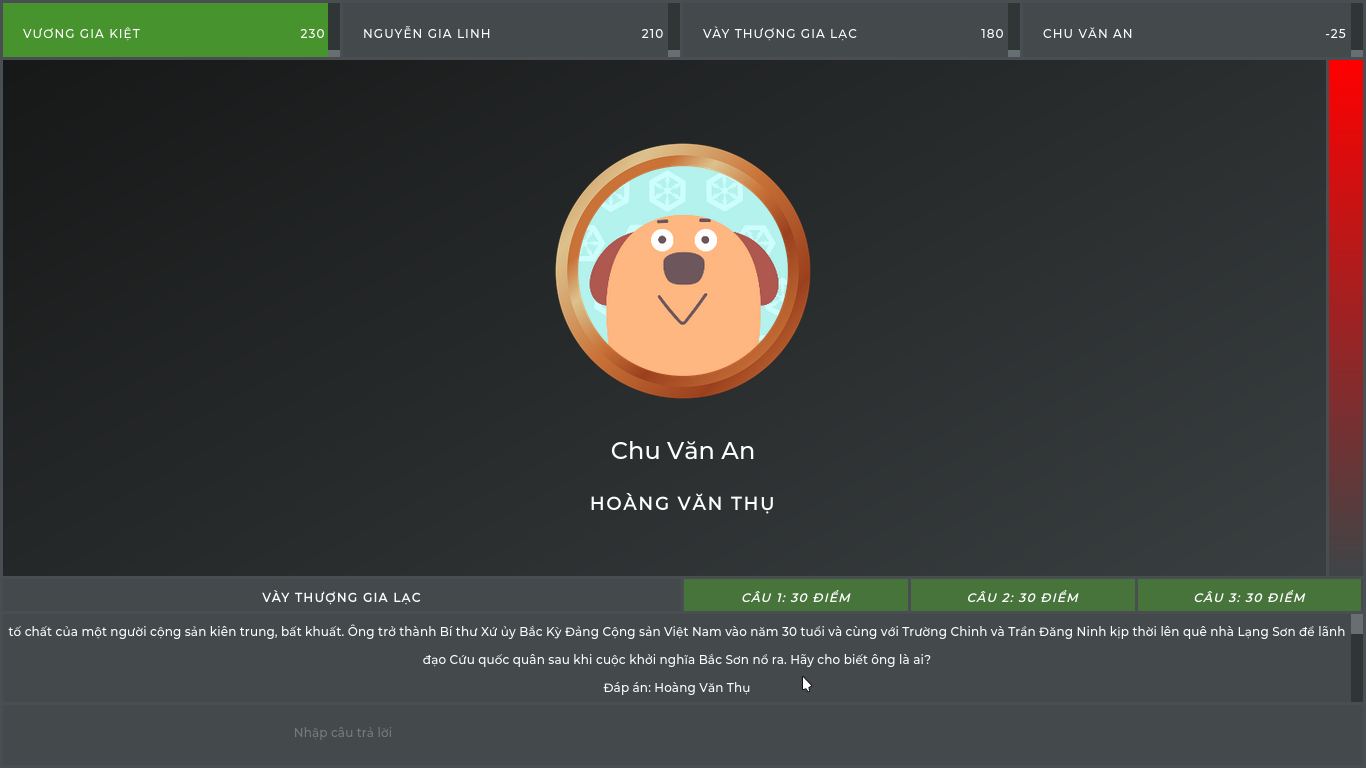 VƯƠNG GIA KIỆT 230
NGUYỄN GIA LINH 210
VÀY THƯỢNG GIA LẠC 180
CHU VĂN AN -25
Chu Văn An
HOÀNG VĂN THỤ
VÀY THƯỢNG GIA LẠC
CÂU 1: 30 ĐIỂM
CÂU 2: 30 ĐIỂM
CÂU 3: 30 ĐIỂM
tố chất của một người cộng sản kiên trung, bất khuất. Ông trở thành Bí thư Xứ ủy Bắc Kỳ Đảng Cộng sản Việt Nam vào năm 30 tuổi và cùng với Trường Chinh và Trần Đăng Ninh kịp thời lên quê nhà Lạng Sơn để lãnh
đạo Cứu quốc quân sau khi cuộc khởi nghĩa Bắc Sơn nổ ra. Hãy cho biết ông là ai?
Đáp án: Hoàng Văn Thụ
Nhập câu trả lời